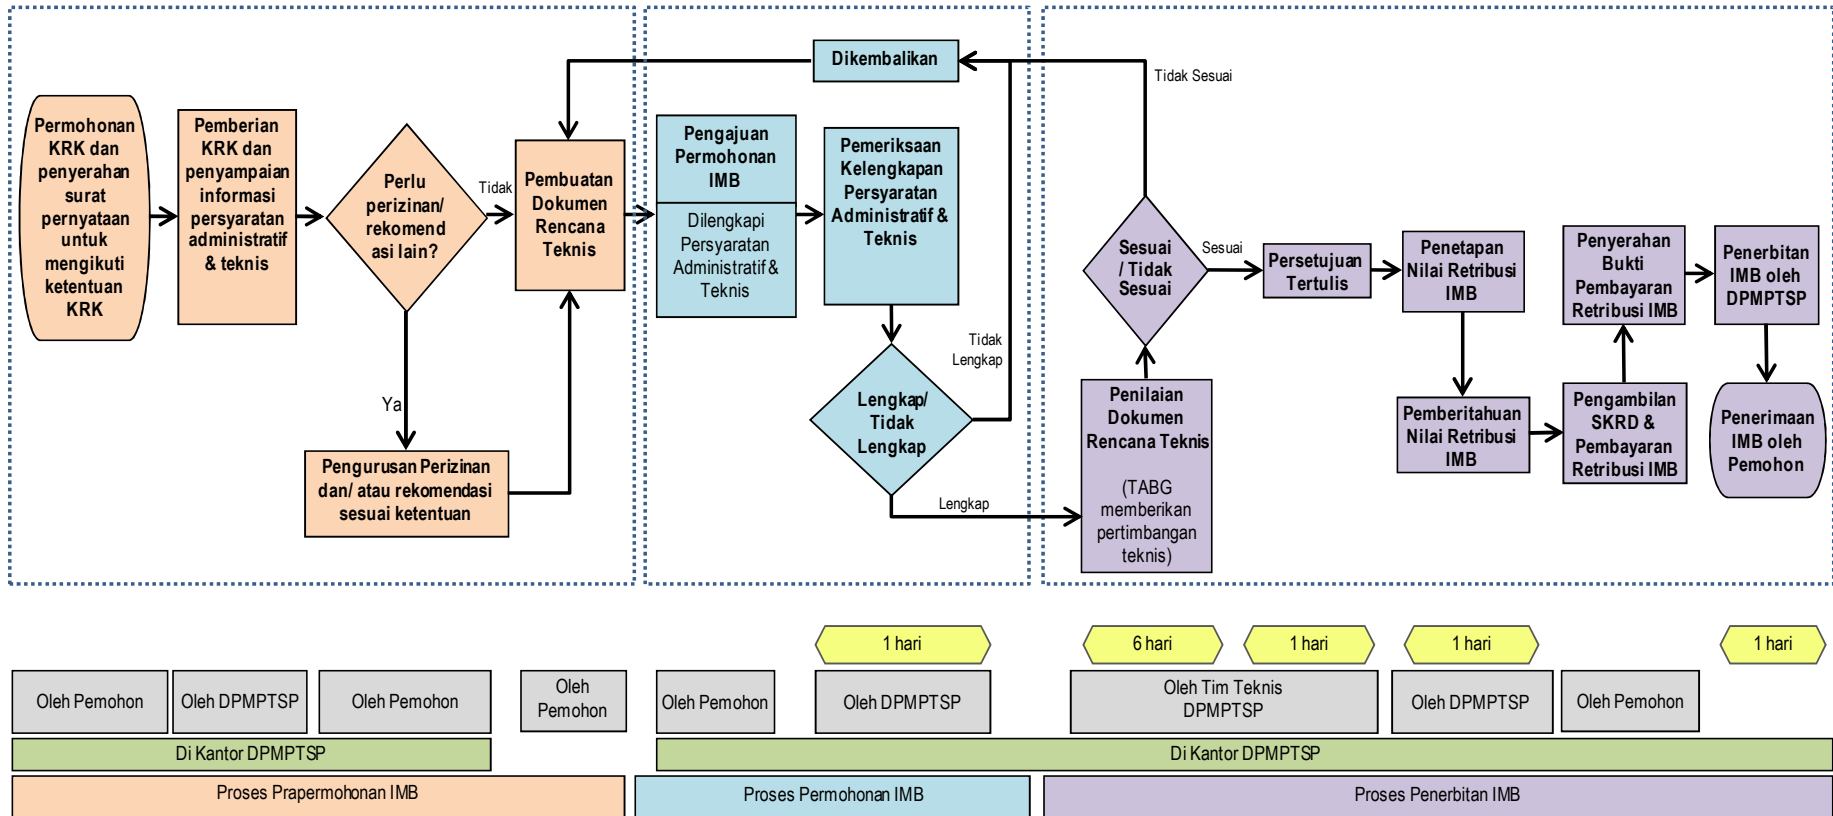 Permohonan
KRK dan
penyerahan
surat
pernyataan
untuk
mengikuti
ketentuan
KRK
Pemberian
KRK dan
penyampaian
informasi
persyaratan
administratif
& teknis
Perlu
perizinan/
rekomend
asi lain?
Tidak
Ya
Pengurusan Perizinan
dan/ atau rekomendasi
sesuai ketentuan
Pembuatan
Dokumen
Rencana
Teknis
Dikembalikan
Pengajuan
Permohonan
IMB
Dilengkapi
Persyaratan
Administratif &
Teknis
Pemeriksaan
Kelengkapan
Persyaratan
Administratif &
Teknis
Lengkap/
Tidak
Lengkap
Tidak
Lengkap
Lengkap
Penilaian
Dokumen
Rencana Teknis
(TABG
memberikan
pertimbangan
teknis)
Sesuai
/ Tidak
Sesuai
Tidak Sesuai
Sesuai
Persetujuan
Tertulis
Penetapan
Nilai Retribusi
IMB
Pemberitahuan
Nilai Retribusi
IMB
Pengambilan
SKRD &
Pembayaran
Retribusi IMB
Penyerahan
Bukti
Pembayaran
Retribusi IMB
Penerbitan
IMB oleh
DPMPTSP
Penerimaan
IMB oleh
Pemohon
1 hari
6 hari
1 hari
1 hari
1 hari
Oleh Pemohon
Oleh DPMPTSP
Oleh Pemohon
Oleh
Pemohon
Oleh Pemohon
Oleh DPMPTSP
Oleh Tim Teknis
DPMPTSP
Oleh DPMPTSP
Oleh Pemohon
Di Kantor DPMPTSP
Di Kantor DPMPTSP
Proses Prapermohonan IMB
Proses Permohonan IMB
Proses Penerbitan IMB